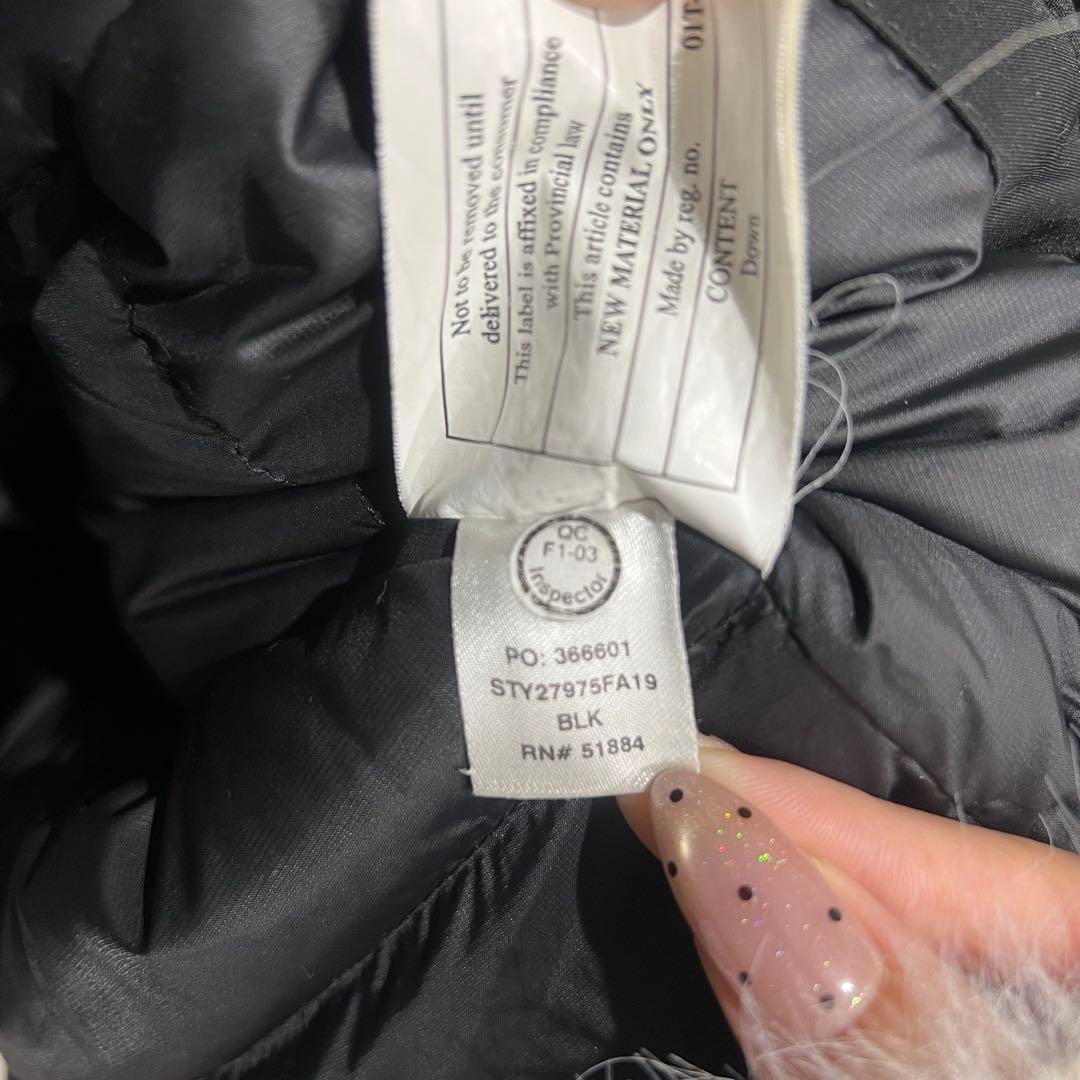 Not to be removed until
delivered to the consumer
This label is affixed in compliance
with Provincial law
This article contains
NEW MATERIAL ONLY
Made by reg. no.
01T-
CONTENT
Down
QC
F1-03
Inspector
PO: 366601
STY27975FA19
BLK
RN# 51884